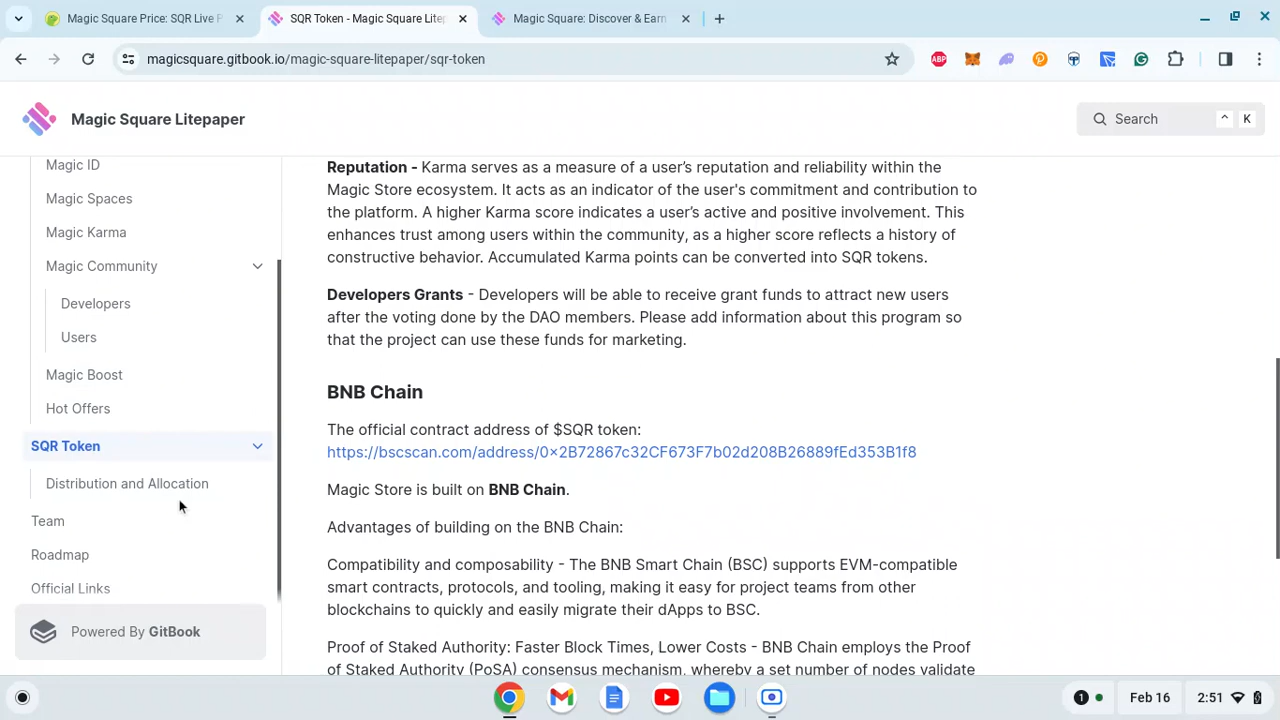 Magic Square Price: SQR Live P
SQR Token - Magic Square Litep
Magic Square: Discover & Earn
magicsquare.gitbook.io/magic-square-litepaper/sqr-token
ABP
Magic Square Litepaper
Search
^
K
Magic ID
Magic Spaces
Magic Karma
Magic Community
Developers
Users
Magic Boost
Hot Offers
SQR Token
Distribution and Allocation
Team
Roadmap
Official Links
Powered By GitBook
Reputation - Karma serves as a measure of a user’s reputation and reliability within the
Magic Store ecosystem. It acts as an indicator of the user's commitment and contribution to
the platform. A higher Karma score indicates a user’s active and positive involvement. This
enhances trust among users within the community, as a higher score reflects a history of
constructive behavior. Accumulated Karma points can be converted into SQR tokens.
Developers Grants - Developers will be able to receive grant funds to attract new users
after the voting done by the DAO members. Please add information about this program so
that the project can use these funds for marketing.
BNB Chain
The official contract address of $SQR token:
https://bscscan.com/address/0×2B72867c32CF673F7b02d208B26889fEd353B1f8
Magic Store is built on BNB Chain.
Advantages of building on the BNB Chain:
Compatibility and composability - The BNB Smart Chain (BSC) supports EVM-compatible
smart contracts, protocols, and tooling, making it easy for project teams from other
blockchains to quickly and easily migrate their dApps to BSC.
Proof of Staked Authority: Faster Block Times, Lower Costs - BNB Chain employs the Proof
of Staked Authority (PoSA) consensus mechanism, whereby a set number of nodes validate
1
Feb 16
2:51